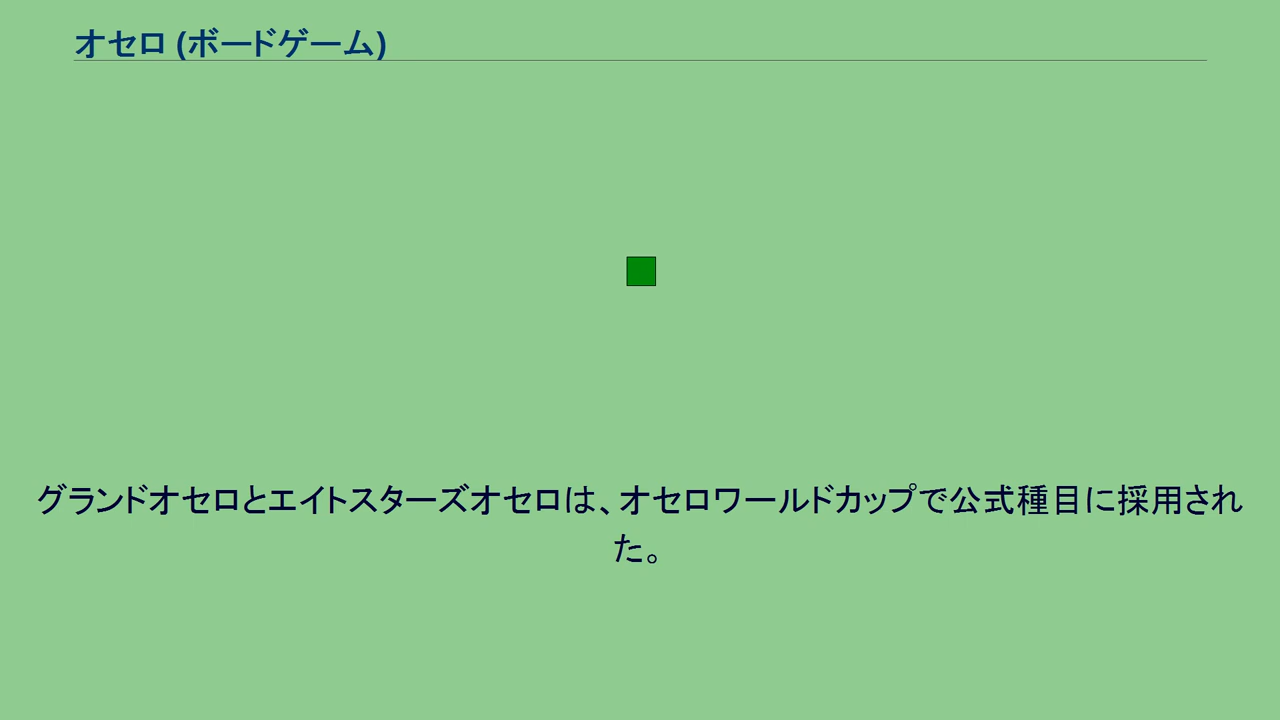 オセロ (ボードゲーム)
グランドオセロとエイトスターズオセロは、オセロワールドカップで公式種目に採用され
た。